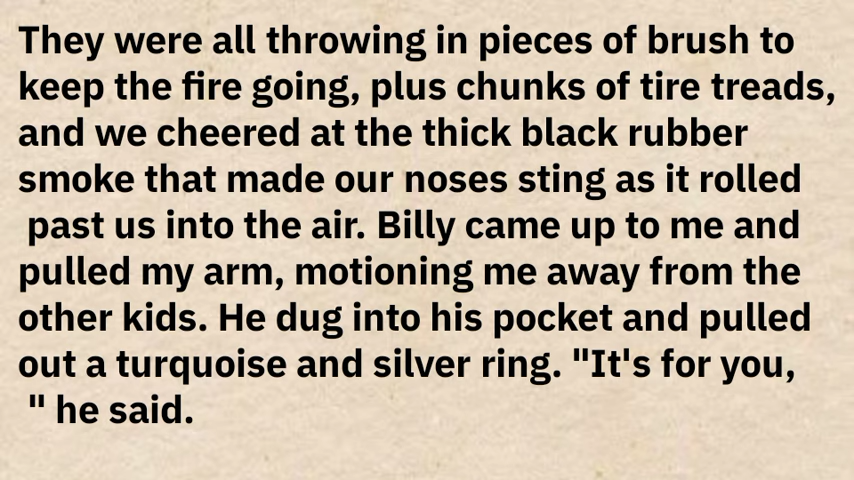 They were all throwing in pieces of brush to
keep the fire going, plus chunks of tire treads,
and we cheered at the thick black rubber
smoke that made our noses sting as it rolled
past us into the air. Billy came up to me and
pulled my arm, motioning me away from the
other kids. He dug into his pocket and pulled
out a turquoise and silver ring. "It's for you,
" he said.